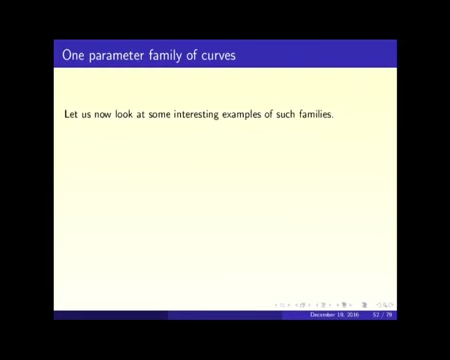 One parameter family of curves
Let us now look at some interesting examples of such families.
December 19, 2016 52 / 79